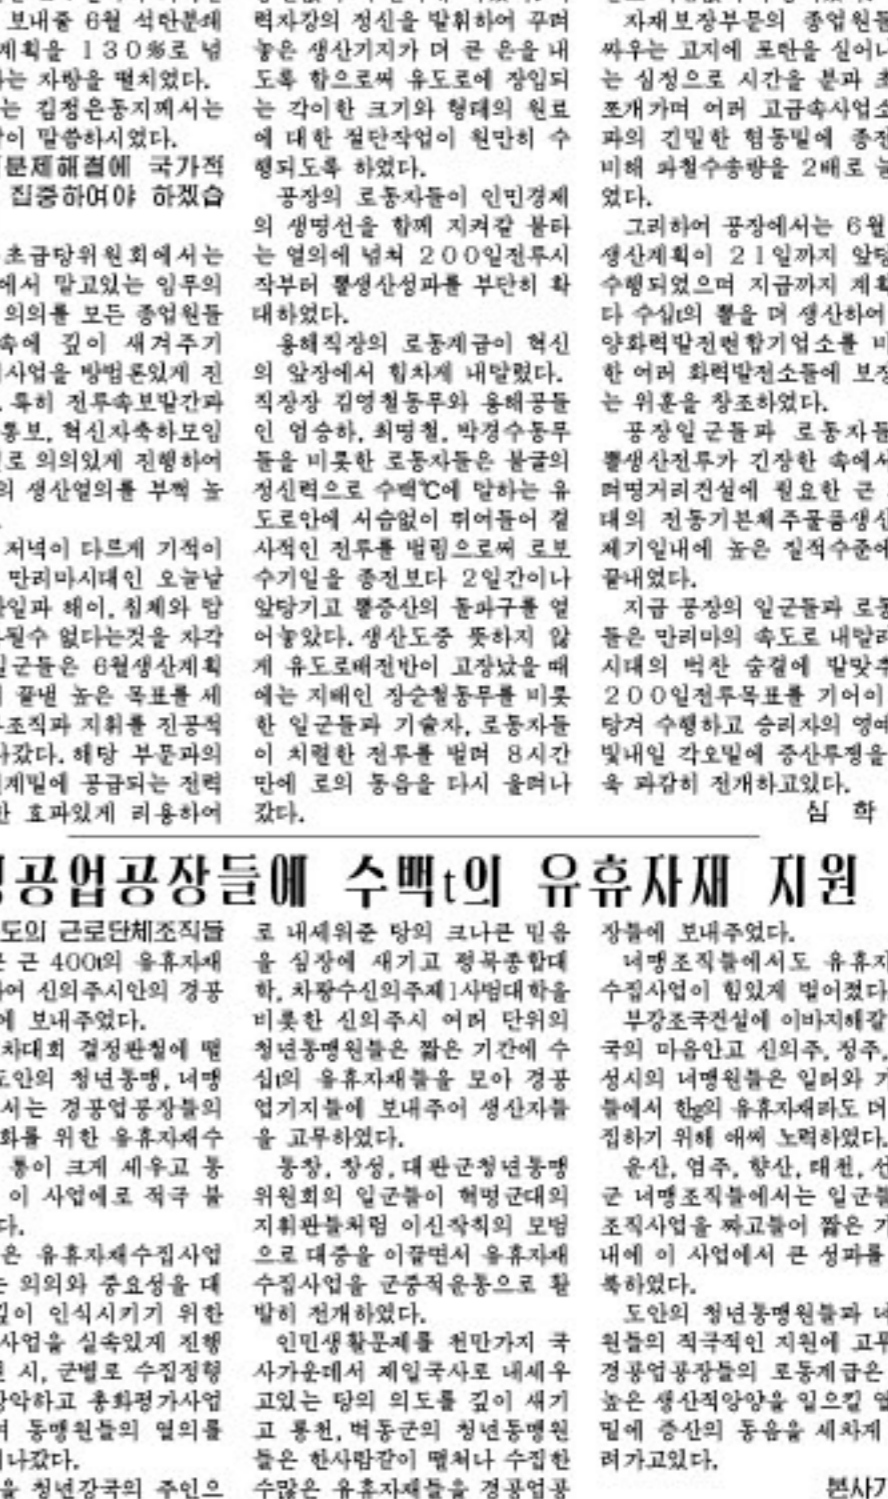 보내줄 6월 석탄분쇄
계획을 130%로 넘
는 자랑을 떨치였다.
는 김정은동지께서는
이 말씀하시였다.
문제해결에 국가적
집중하여야 하겠습
초급당위원회에서는
에서 맡고있는 임무의
의의를 모든 종업원들
속에 깊이 새겨주기
사업을 방법론있게 진
특히 전투속보발간과
통보, 혁신자축하모임
로 의의있게 진행하여
의 생산열의를 부쩍 높
저녁이 다르게 기적이
만리마시대인 오늘날
일과 해이, 침체와 답
될수 없다는것을 자각
일군들은 6월생산계획
끝낼 높은 목표를 세
조직과 지휘를 진공적
나갔다. 해당 부문과의
계밑에 공급되는 전력
한 효과있게 리용하여
력자강의 정신을 발휘하여 꾸려
놓은 생산기지가 더 큰 은을 내
도록 함으로써 유도로에 장입되
는 각이한 크기와 형태의 원료
에 대한 절단작업이 원만히 수
행되도록 하였다.
공장의 로동자들이 인민경제
의 생명선을 함께 지켜갈 불타
는 열의에 넘쳐 200일전투시
작부터 뽈생산성과를 부단히 확
대하였다.
용해직장의 로동계급이 혁신
의 앞장에서 힘차게 내달렸다.
직장장 김영철동무와 용해공들
인 엄승하, 최명철, 박경수동무
들을 비롯한 로동자들은 불굴의
정신력으로 수백℃에 달하는 유
도로안에 서슴없이 뛰여들어 결
사적인 전투를 벌림으로써 로보
수기일을 종전보다 2일간이나
앞당기고 뽈증산의 돌파구를 열
어놓았다. 생산도중 뜻하지 않
게 유도로배전반이 고장났을 때
에는 지배인 장순철동무를 비롯
한 일군들과 기술자, 로동자들
이 치렬한 전투를 벌려 8시간
만에 로의 동음을 다시 울려나
갔다.
자재보장부문의 종업원들
싸우는 고지에 포탄을 실어나
는 심정으로 시간을 분과 초
쪼개가며 여러 고급속사업소
과의 긴밀한 협동밑에 종전
비해 파철수송량을 2배로 늘
였다.
그리하여 공장에서는 6월
생산계획이 21일까지 앞당
수행되였으며 지금까지 계획
다 수십t의 뽈을 더 생산하여
양화력발전련합기업소를 비
한 여러 화력발전소들에 보장
는 위훈을 창조하였다.
공장일군들과 로동자들
뽈생산전투가 긴장한 속에서
려명거리건설에 필요한 근
대의 전동기본체주물품생산
제기일내에 높은 질적수준에
끝내였다.
지금 공장의 일군들과 로동
들은 만리마의 속도로 내달리
시대의 벅찬 숨결에 발맞추
200일전투목표를 기어이
당겨 수행하고 승리자의 영예
빛내일 각오밑에 증산투쟁을
욱 과감히 전개하고있다.
심 학
경공업공장들에 수백t의 유휴자재 지원
도의 근로단체조직들
근 400t의 유휴자재
여 신의주시안의 경공
에 보내주었다.
차대회 결정관철에 떨
도안의 청년동맹, 녀맹
서는 경공업공장들의
화를 위한 유휴자재수
통이 크게 세우고 통
이 사업에로 적극 불
다.
은 유휴자재수집사업
는 의의와 중요성을 대
깊이 인식시키기 위한
사업을 실속있게 진행
시, 군별로 수집정형
장악하고 총화평가사업
여 동맹원들의 열의를
나갔다.
을 청년강국의 주인으
로 내세워준 당의 크나큰 믿음
을 심장에 새기고 평북종합대
학, 차광수신의주제1사범대학을
비롯한 신의주시 여러 단위의
청년동맹원들은 짧은 기간에 수
십t의 유휴자재들을 모아 경공
업기지들에 보내주어 생산자들
을 고무하였다.
동창, 창성, 대관군청년동맹
위원회의 일군들이 혁명군대의
지휘관들처럼 이신작칙의 모범
으로 대중을 이끌면서 유휴자재
수집사업을 군중적운동으로 활
발히 전개하였다.
인민생활문제를 천만가지 국
사가운데서 제일국사로 내세우
고있는 당의 의도를 깊이 새기
고 룡천, 벽동군의 청년동맹원
들은 한사람같이 떨쳐나 수집한
수많은 유휴자재들을 경공업공
장들에 보내주었다.
녀맹조직들에서도 유휴자
수집사업이 힘있게 벌어졌다
부강조국건설에 이바지해갈
국의 마음안고 신의주, 정주,
성시의 녀맹원들은 일터와 가
들에서 한g의 유휴자재라도 더
집하기 위해 애써 노력하였다.
운산, 염주, 향산, 태천, 선
군 녀맹조직들에서는 일군들
조직사업을 짜고들어 짧은 기
내에 이 사업에서 큰 성과를
록하였다.
도안의 청년동맹원들과 녀
원들의 적극적인 지원에 고무
경공업공장들의 로동계급은
높은 생산적앙양을 일으킬 열
밑에 증산의 동음을 세차게
려가고있다.
본사기